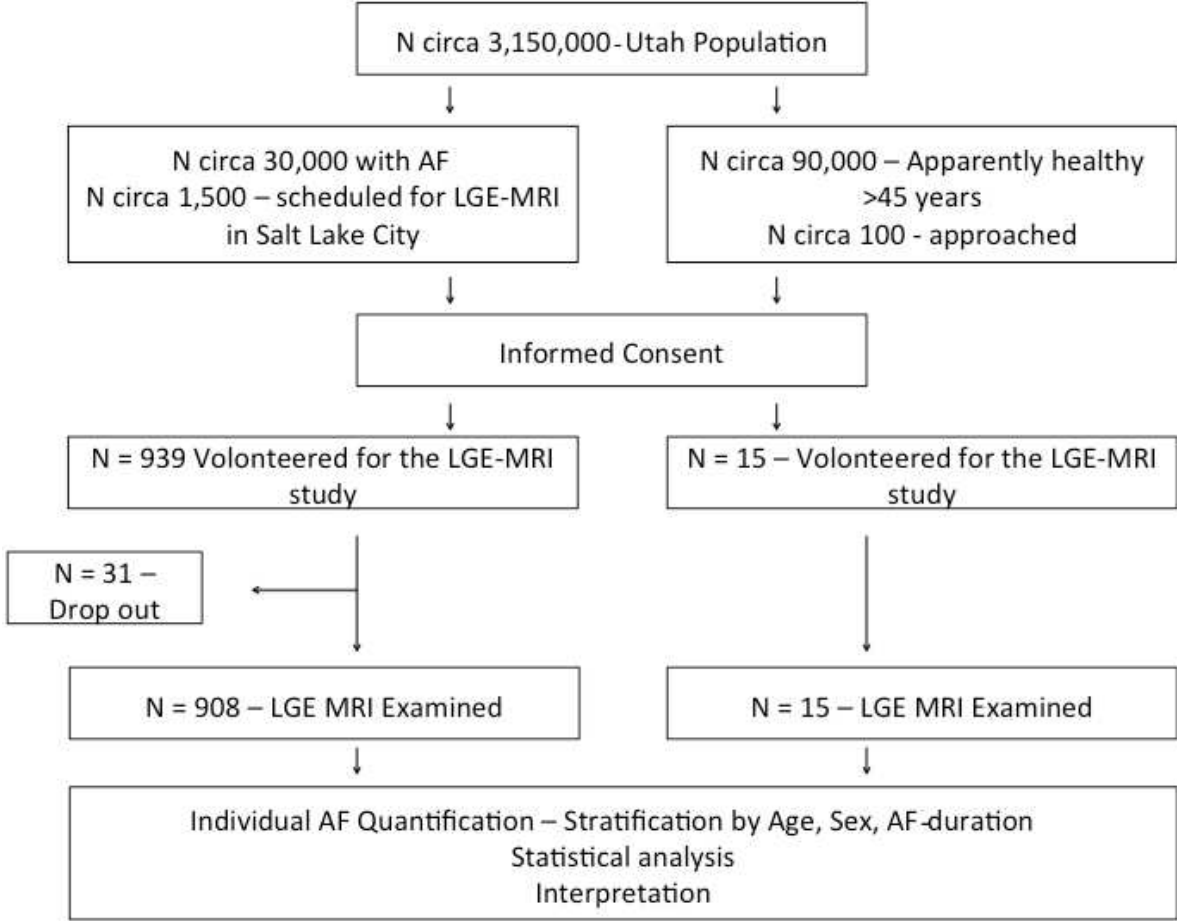 N circa 3,150,000-Utah Population
N circa 30,000 with AF
N circa 1,500 – scheduled for LGE-MRI
in Salt Lake City
N circa 90,000 – Apparently healthy
>45 years
N circa 100 - approached
Informed Consent
N = 939 Volonteered for the LGE-MRI
study
N = 15 – Volonteered for the LGE-MRI
study
N = 31 –
Drop out
N = 908 – LGE MRI Examined
N = 15 – LGE MRI Examined
Individual AF Quantification – Stratification by Age, Sex, AF-duration
Statistical analysis
Interpretation